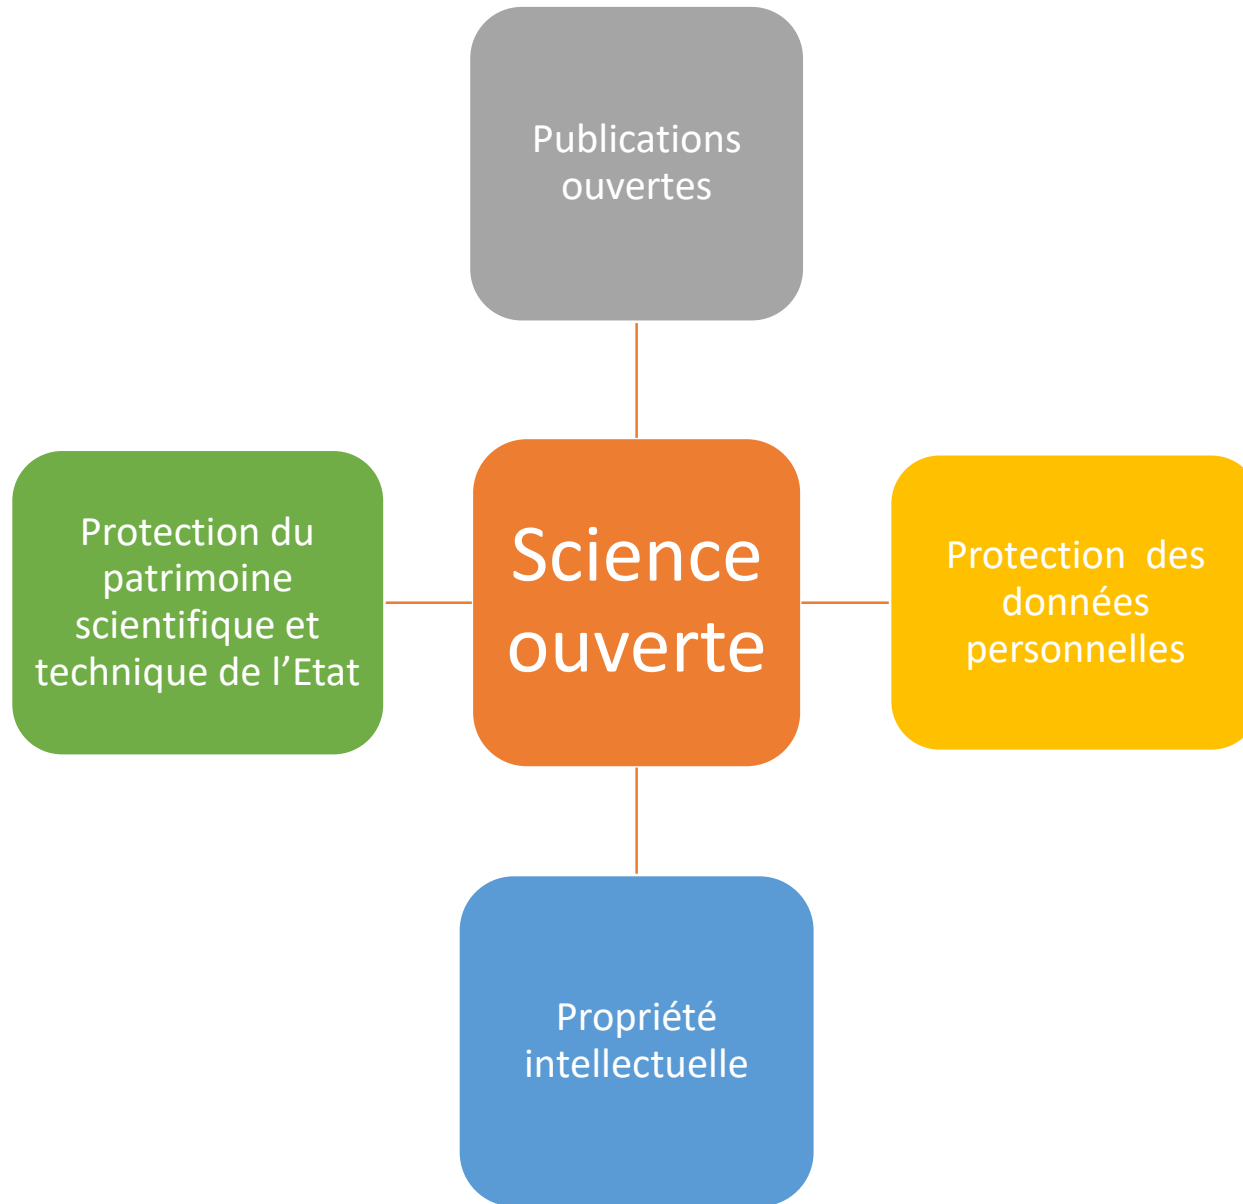 Publications
ouvertes
Protection du
patrimoine
scientifique et
technique de l’Etat
Science
ouverte
Protection  des
données
personnelles
Propriété
intellectuelle